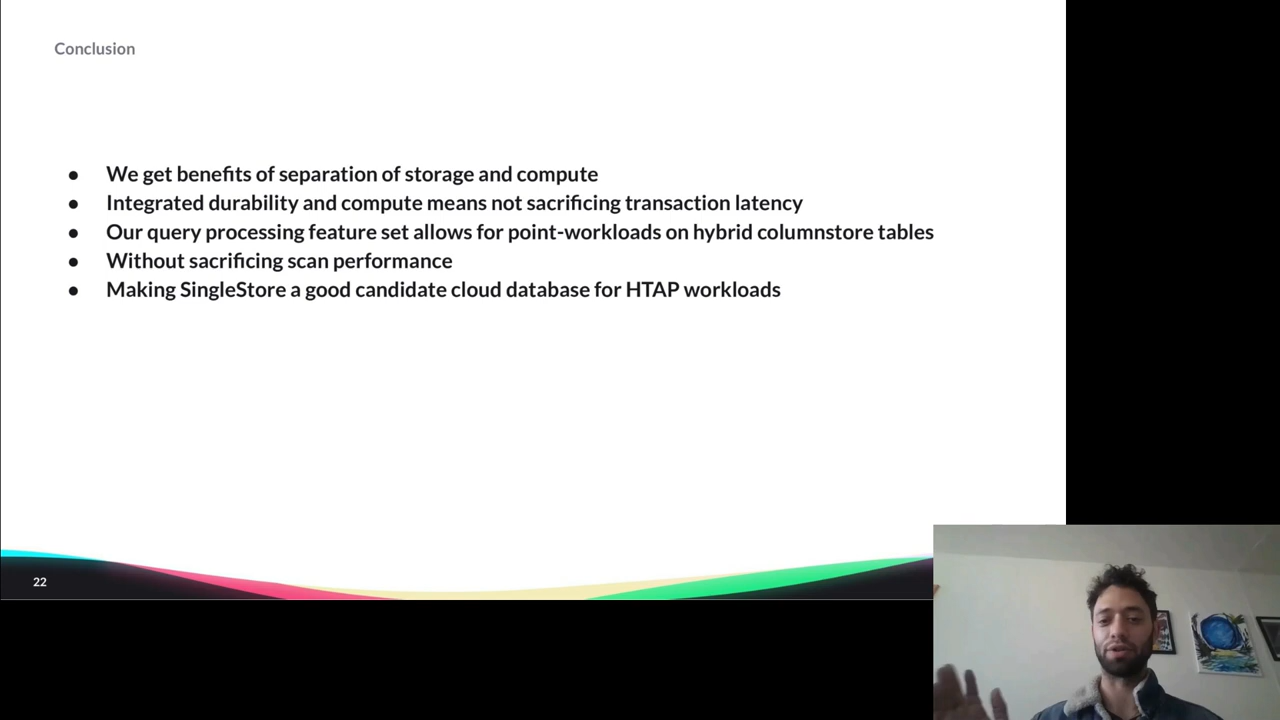 Conclusion
● We get benefits of separation of storage and compute
● Integrated durability and compute means not sacrificing transaction latency
● Our query processing feature set allows for point-workloads on hybrid columnstore tables
● Without sacrificing scan performance
● Making SingleStore a good candidate cloud database for HTAP workloads
22